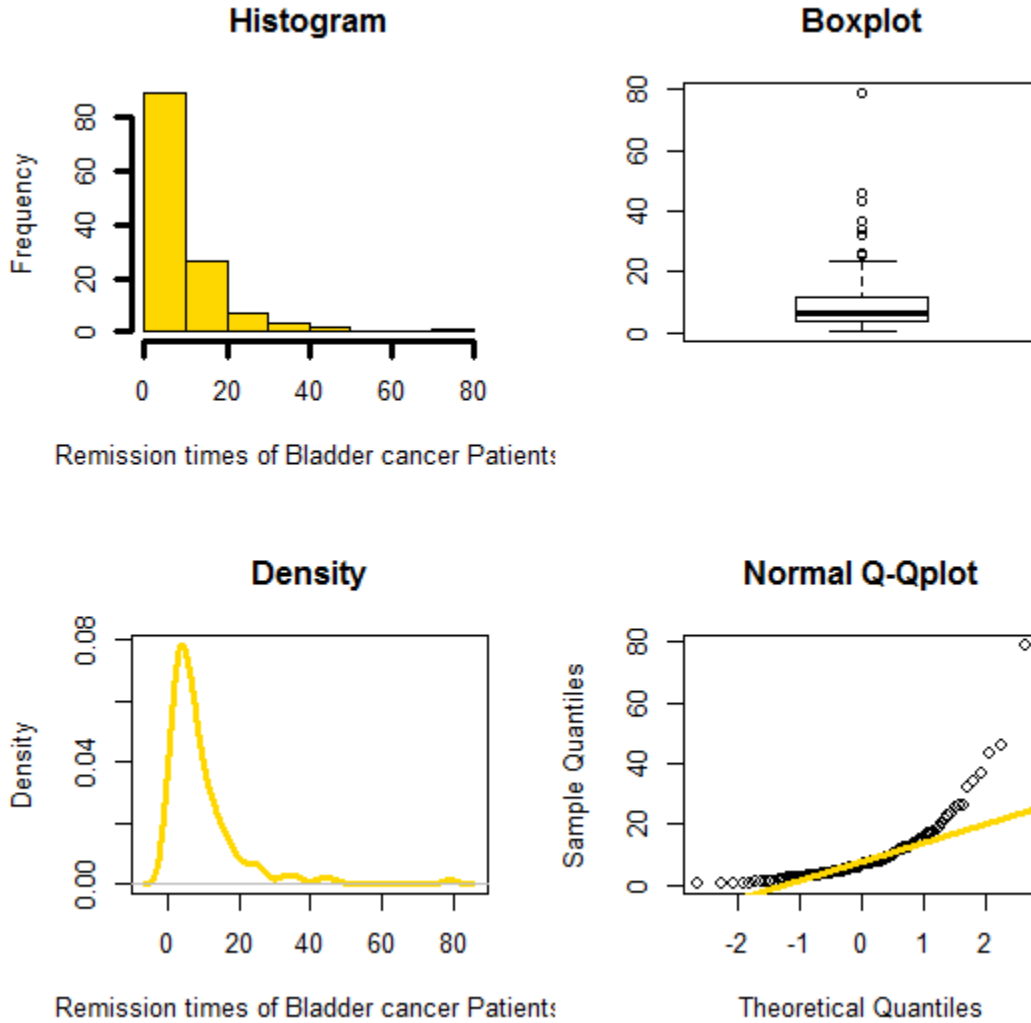 Histogram
Frequency
0 20 40 60 80
0 20 40 60 80
Remission times of Bladder cancer Patients
Boxplot
0 20 40 60 80
Density
Density
0.00 0.04 0.08
0 20 40 60 80
Remission times of Bladder cancer Patients
Normal Q-Qplot
Sample Quantiles
0 20 40 60 80
-2 -1 0 1 2
Theoretical Quantiles